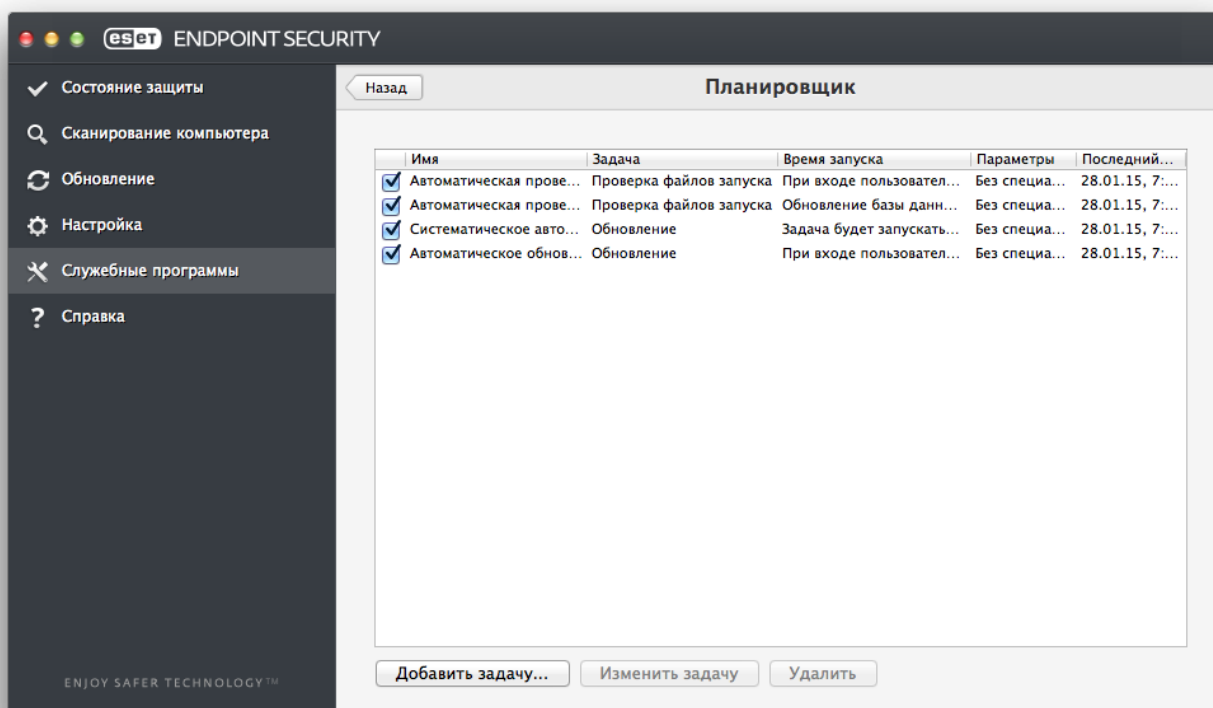 eset ENDPOINT SECURITY
Состояние защиты
Сканирование компьютера
Обновление
Настройка
Служебные программы
Справка
ENJOY SAFER TECHNOLOGY™
Назад
Планировщик
Имя Задача Время запуска Параметры Последний...
Автоматическая прове... Проверка файлов запуска При входе пользовател... Без специа... 28.01.15, 7:...
Автоматическая прове... Проверка файлов запуска Обновление базы данн... Без специа... 28.01.15, 7:...
Систематическое авто... Обновление Задача будет запускать... Без специа... 28.01.15, 7:...
Автоматическое обнов... Обновление При входе пользовател... Без специа... 28.01.15, 7:...
Добавить задачу... Изменить задачу Удалить